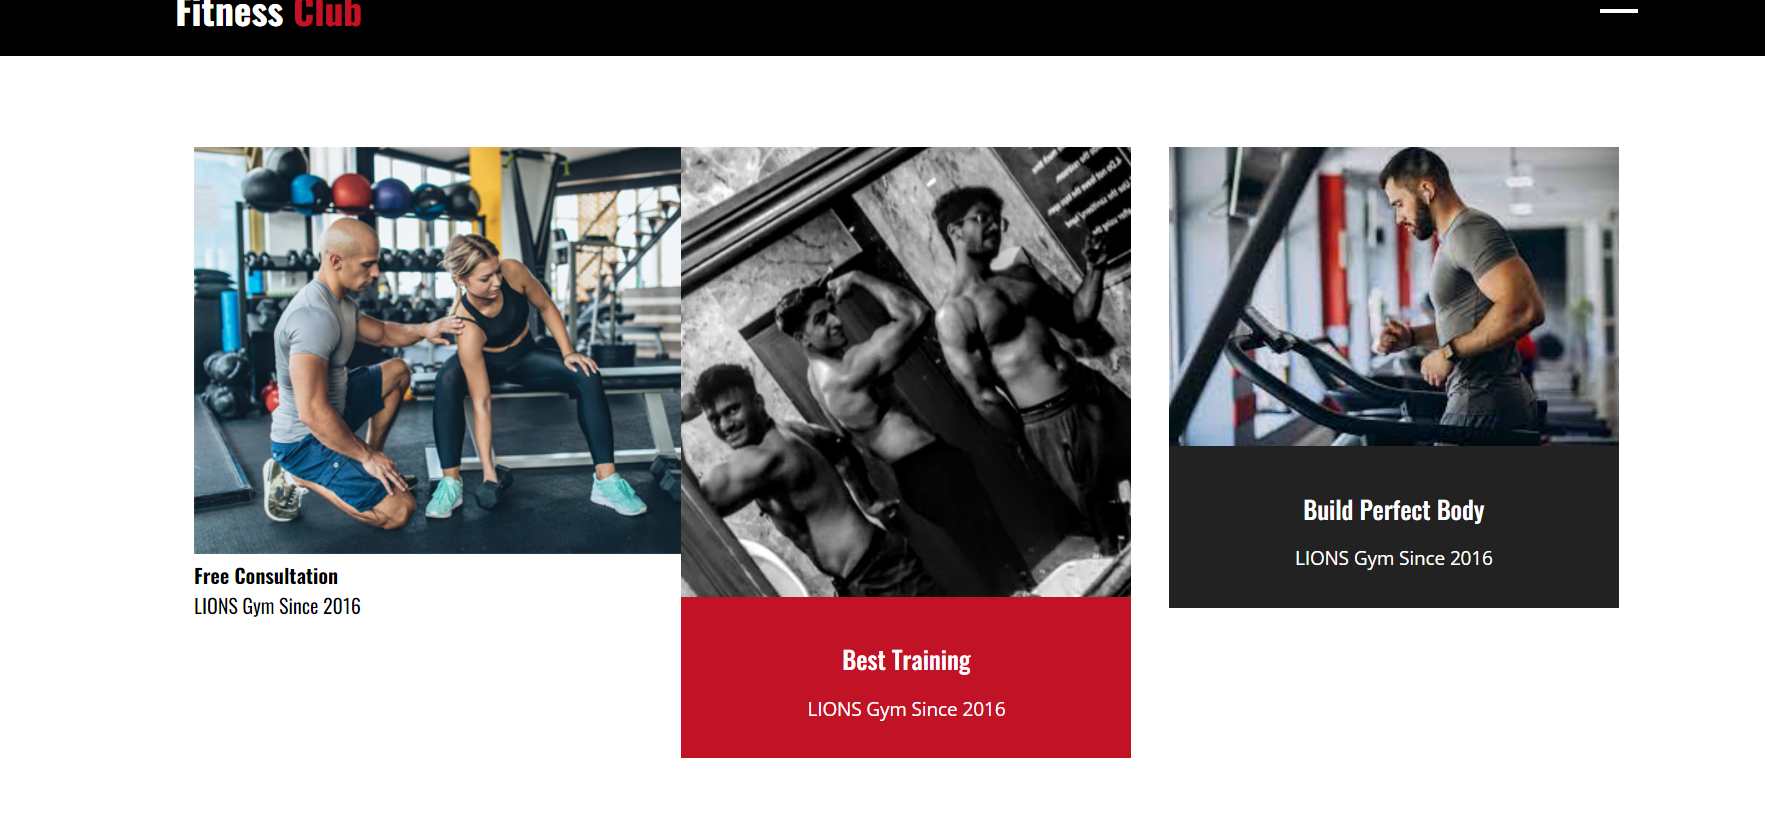 Fitness Club
Free Consultation
LIONS Gym Since 2016
Best Training
LIONS Gym Since 2016
Build Perfect Body
LIONS Gym Since 2016